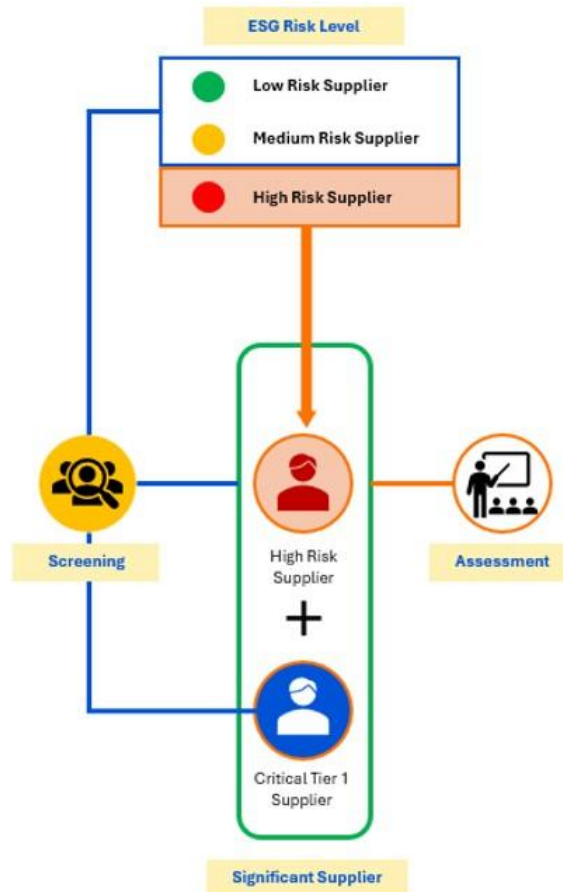 ESG Risk Level
Low Risk Supplier
Medium Risk Supplier
High Risk Supplier
High Risk
Supplier
Screening
Assessment
Critical Tier 1
Supplier
Significant Supplier